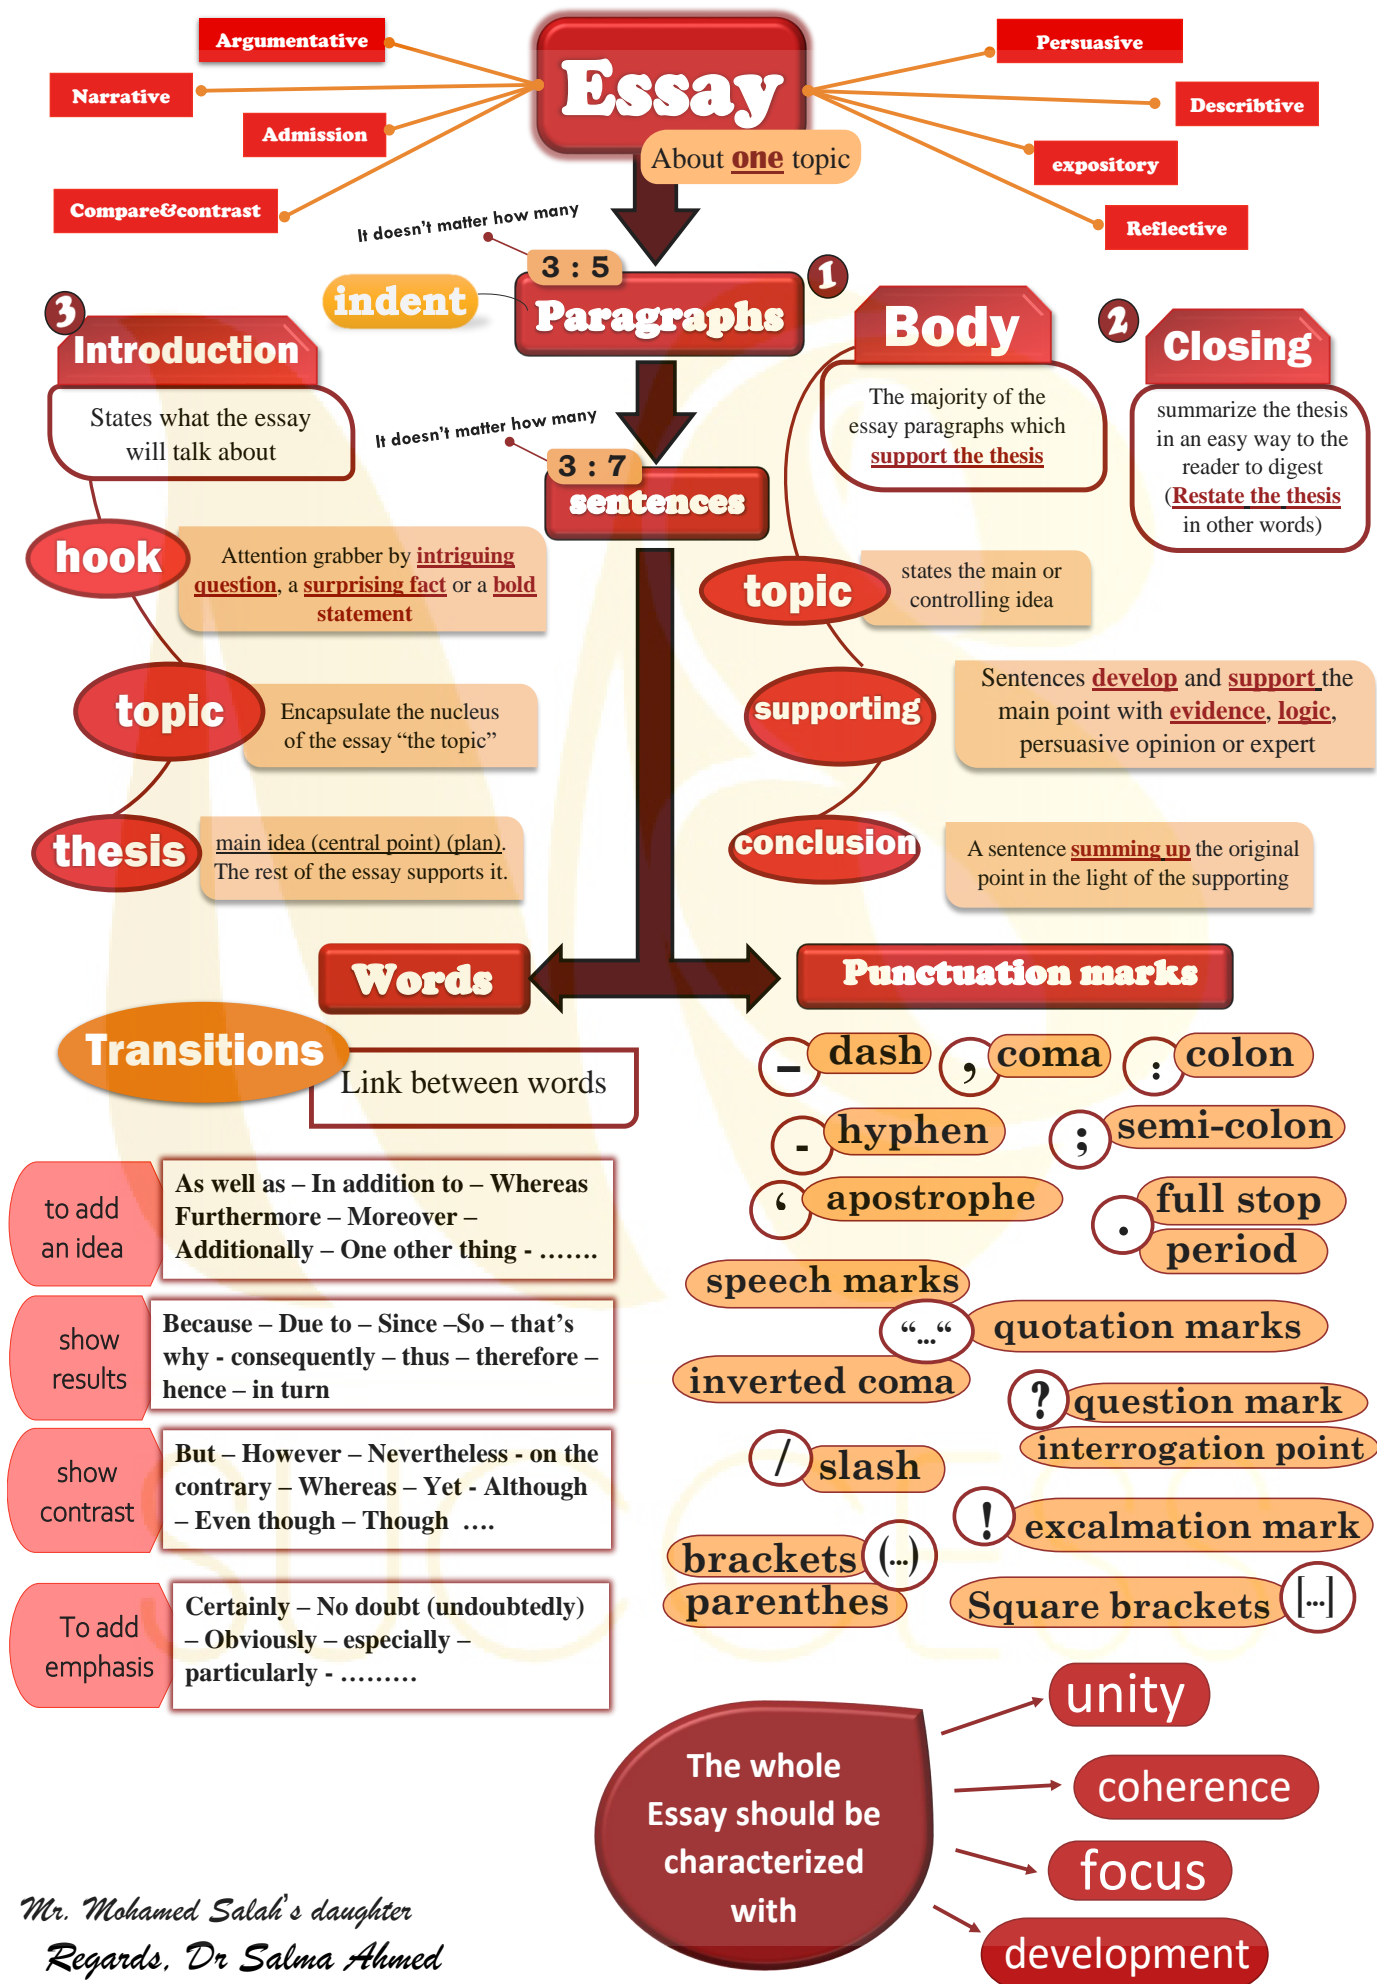 Essay
About one topic
Argumentative
Narrative
Admission
Compare&contrast
Persuasive
Describtive
expository
Reflective
It doesn't matter how many
3 : 5
indent
Paragraphs
It doesn't matter how many
3 : 7
sentences
3
Introduction
States what the essay
will talk about
hook
Attention grabber by intriguing
question, a surprising fact or a bold
statement
topic
Encapsulate the nucleus
of the essay “the topic”
thesis
main idea (central point) (plan).
The rest of the essay supports it.
1
Body
The majority of the
essay paragraphs which
support the thesis
topic
states the main or
controlling idea
supporting
Sentences develop and support the
main point with evidence, logic,
persuasive opinion or expert
conclusion
A sentence summing up the original
point in the light of the supporting
2
Closing
summarize the thesis
in an easy way to the
reader to digest
(Restate the thesis
in other words)
Words
Transitions
Link between words
to add
an idea
As well as – In addition to – Whereas
Furthermore – Moreover –
Additionally – One other thing - …….
show
results
Because – Due to – Since –So – that’s
why - consequently – thus – therefore –
hence – in turn
show
contrast
But – However – Nevertheless - on the
contrary – Whereas – Yet - Although
– Even though – Though ….
To add
emphasis
Certainly – No doubt (undoubtedly)
– Obviously – especially –
particularly - ………
Punctuation marks
– dash
, coma
: colon
- hyphen
; semi-colon
‘ apostrophe
. full stop
period
speech marks
“...“ quotation marks
inverted coma
? question mark
interrogation point
/ slash
! excalmation mark
brackets (...)
parenthes
Square brackets [...]
SUCCESS
The whole
Essay should be
characterized
with
unity
coherence
focus
development
Mr. Mohamed Salah's daughter
Regards, Dr Salma Ahmed